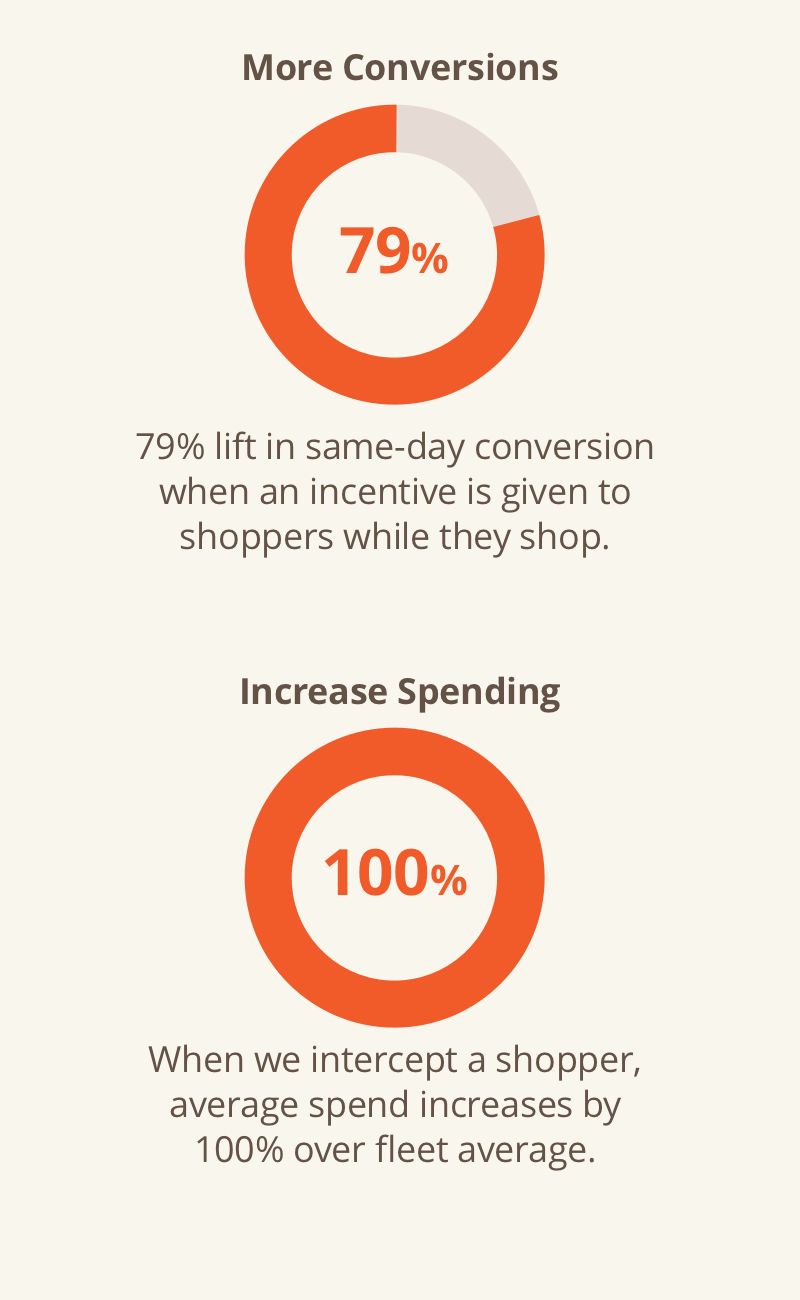 More Conversions
79%
79% lift in same-day conversion
when an incentive is given to
shoppers while they shop.
Increase Spending
100%
When we intercept a shopper,
average spend increases by
100% over fleet average.